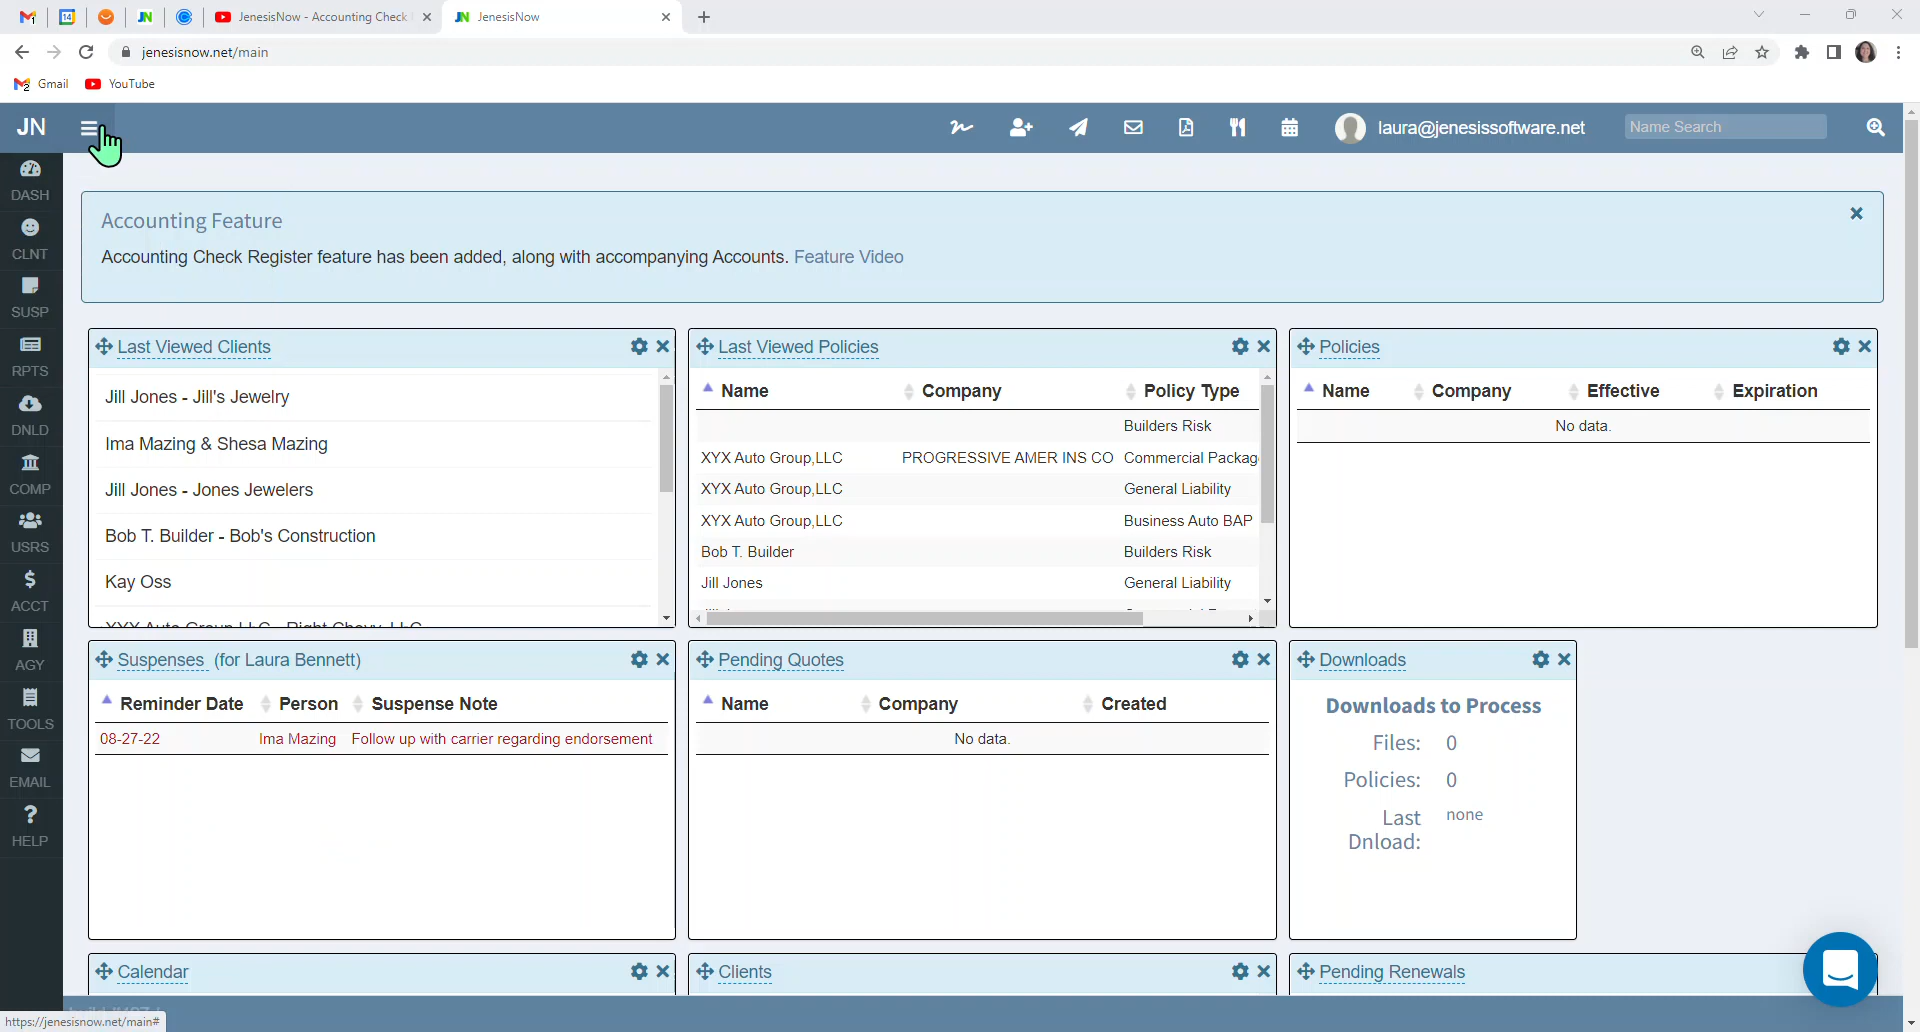 JenesisNow - Accounting Check
JenesisNow
jenesisnow.net/main
Gmail
YouTube
JN
laura@jenesissoftware.net
Name Search
DASH
CLNT
SUSP
RPTS
DNLD
COMP
USRS
ACCT
AGY
TOOLS
EMAIL
HELP
Accounting Feature
Accounting Check Register feature has been added, along with accompanying Accounts. Feature Video
Last Viewed Clients
Jill Jones - Jill's Jewelry
Ima Mazing & Shesa Mazing
Jill Jones - Jones Jewelers
Bob T. Builder - Bob's Construction
Kay Oss
Last Viewed Policies
Name Company Policy Type
Builders Risk
XYX Auto Group,LLC PROGRESSIVE AMER INS CO Commercial Packag
XYX Auto Group,LLC General Liability
XYX Auto Group,LLC Business Auto BAP
Bob T. Builder Builders Risk
Jill Jones General Liability
Policies
Name Company Effective Expiration
No data.
Suspenses (for Laura Bennett)
Reminder Date Person Suspense Note
08-27-22 Ima Mazing Follow up with carrier regarding endorsement
Pending Quotes
Name Company Created
No data.
Downloads
Downloads to Process
Files: 0
Policies: 0
Last none
Dnload:
Calendar
Clients
Pending Renewals
https://jenesisnow.net/main#